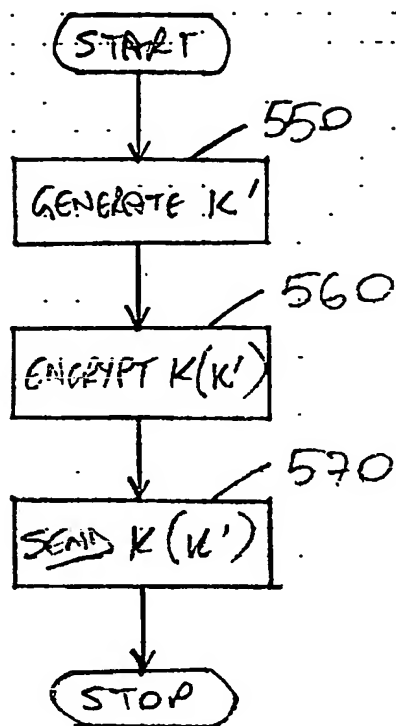 START
550
GENERATE K'
560
ENCRYPT K(K')
570
SEND K(K')
STOP